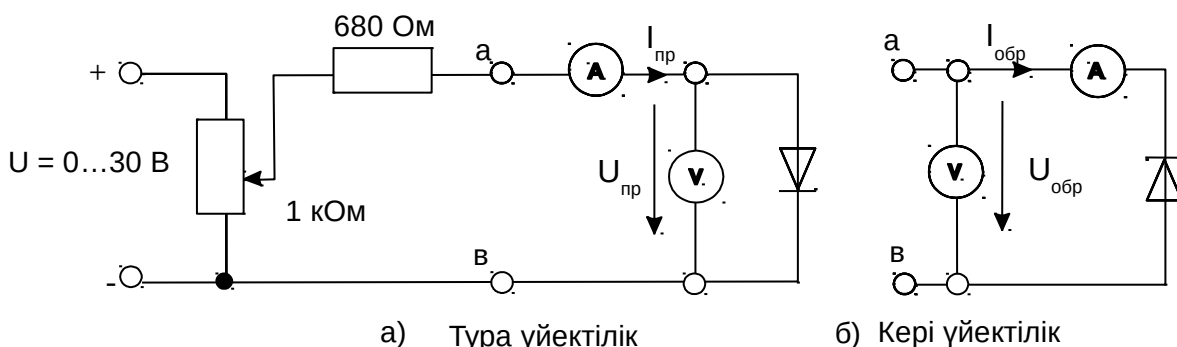 680 Ом
а
I пр
A
+
U = 0...30 В
1 кОм
U пр
V
-
в
а
I обр
A
V
U обр
в
а) Тура үйектілік
б) Кері үйектілік